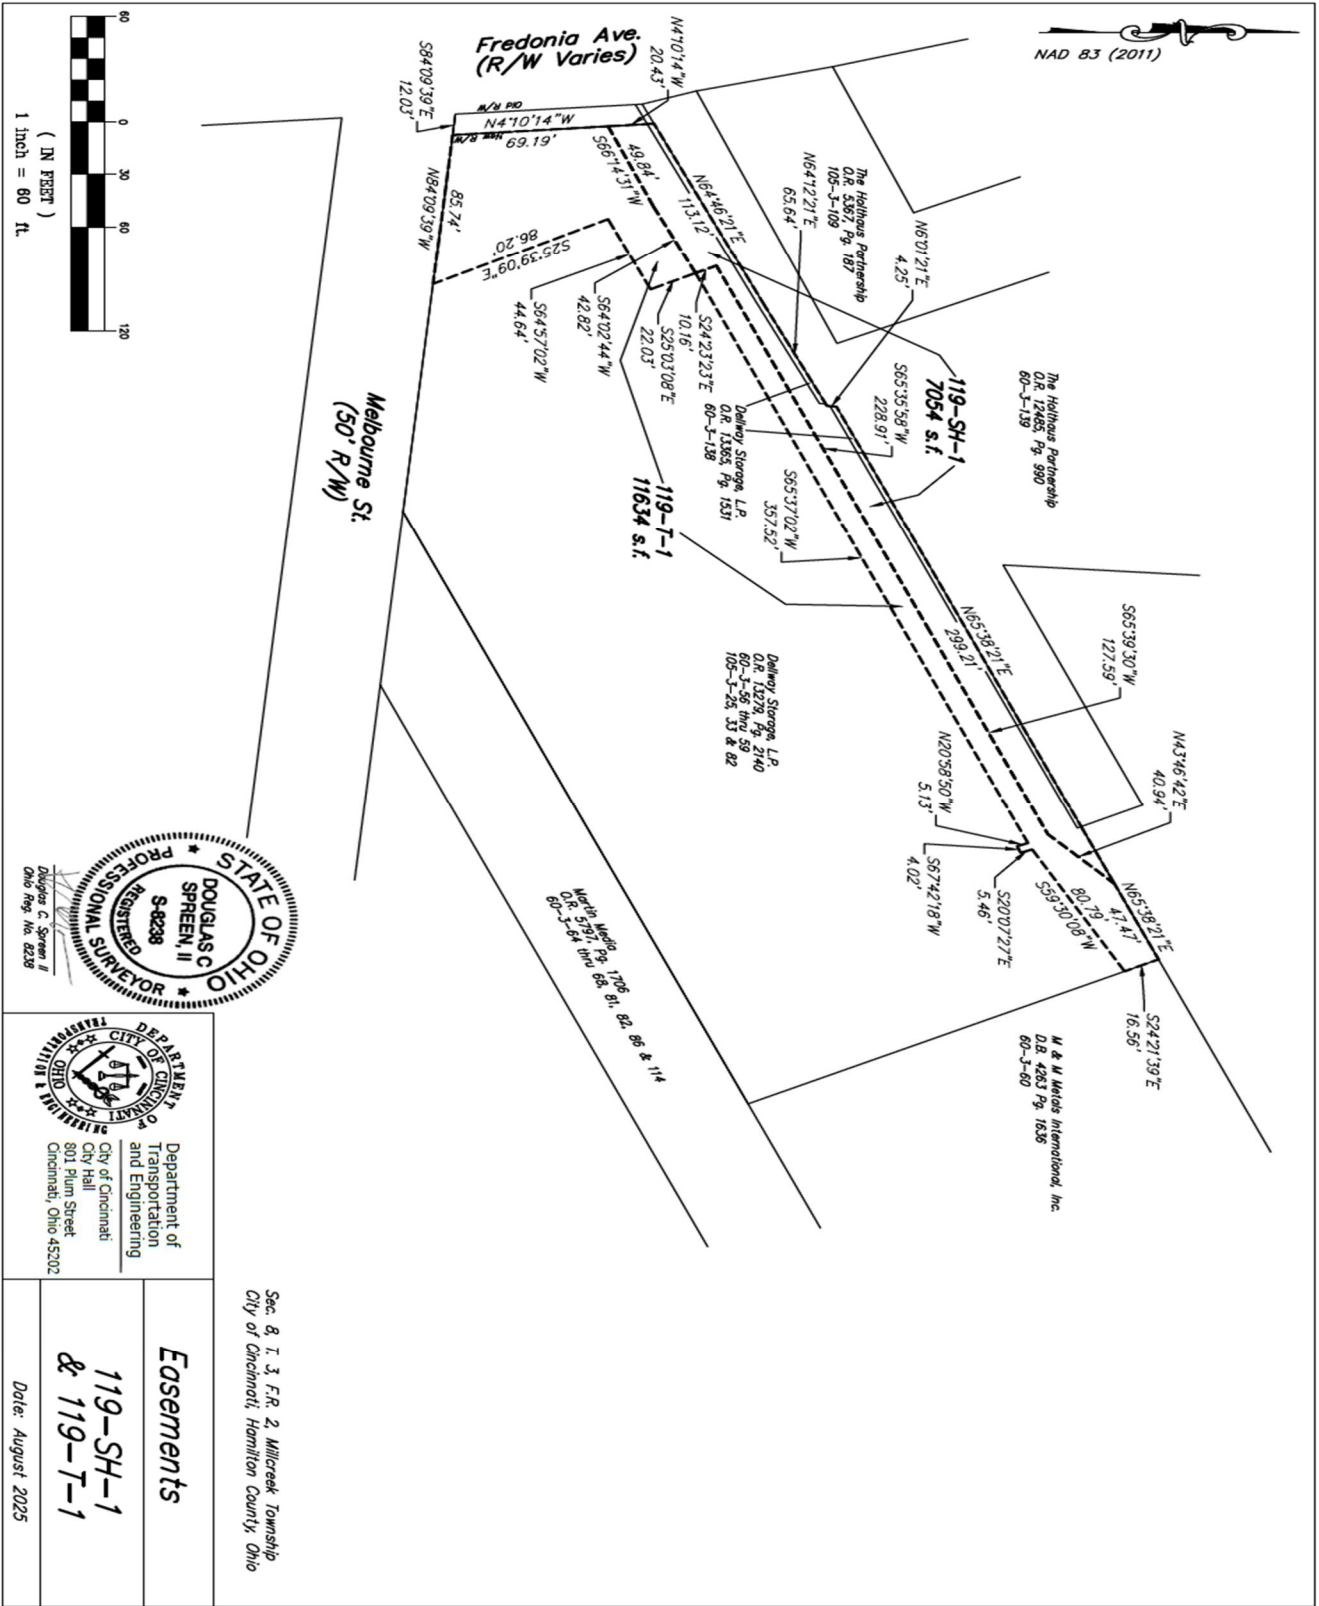 NAD 83 (2011)
Fredonia Ave.
(R/W Varies)
N4°10'14"W
20.43'
S84°09'39"E
12.03'
Old R/W
N4°10'14"W
69.19'
New R/W
S66°14'31"W
49.84'
N64°46'21"E
113.12'
The Holthaus Partnership
O.R. 5367, Pg. 187
105-3-109
N64°12'21"E
65.64'
N6°01'21"E
4.25'
The Holthaus Partnership
O.R. 12485, Pg. 990
60-3-139
119-SH-1
7054 s.f.
S65°35'58"W
228.91'
Dellway Storage, L.P.
O.R. 13365, Pg. 1531
60-3-138
S24°23'23"E
10.16'
S25°03'08"E
22.03'
S64°02'44"W
42.82'
S64°57'02"W
44.64'
S25°39'09"E
86.20'
N84°09'39"W
85.74'
119-T-1
11634 s.f.
S65°37'02"W
357.52'
N65°38'21"E
299.21'
S65°39'30"W
127.59'
N43°46'42"E
40.94'
N65°38'21"E
47.47'
S59°30'08"W
80.79
N20°58'50"W
5.13'
S67°42'18"W
4.02'
S20°07'27"E
5.46'
S24°21'39"E
16.56'
M & M Metals International, Inc.
D.B. 4263 Pg. 1636
60-3-60
Dellway Storage, L.P.
O.R. 13279, Pg. 2140
60-3-56 thru 59
105-3-25, 33 & 82
Martin Media
O.R. 5797, Pg. 1706
60-3-64 thru 68, 81, 82, 86 & 114
Melbourne St.
(50' R/W)
60
0
30
60
120
( IN FEET )
1 inch = 60 ft.
STATE OF OHIO
DOUGLAS C
SPREEN, II
S-8238
REGISTERED
PROFESSIONAL SURVEYOR
Douglas C. Spreen II
Ohio Reg. No. 8238
DEPARTMENT OF
TRANSPORTATION & ENGINEERING
CITY OF CINCINNATI
OHIO
Department of
Transportation
and Engineering
City of Cincinnati
City Hall
801 Plum Street
Cincinnati, Ohio 45202
Sec. 8, T. 3, F.R. 2, Millcreek Township
City of Cincinnati, Hamilton County, Ohio
Easements
119-SH-1
& 119-T-1
Date: August 2025